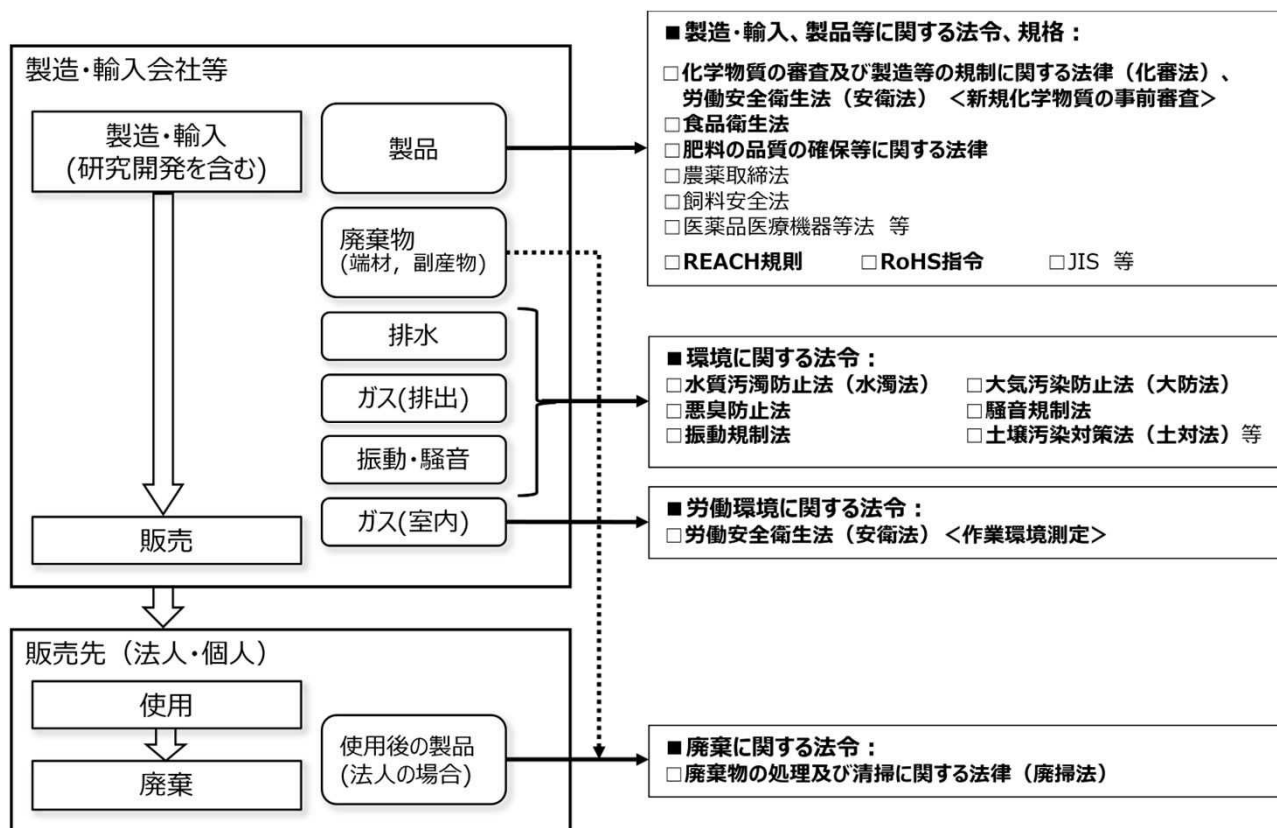 製造・輸入会社等
製造・輸入
(研究開発を含む)
販売
製品
廃棄物
(端材, 副産物)
排水
ガス(排出)
振動・騒音
ガス(室内)
販売先（法人・個人）
使用
廃棄
使用後の製品
(法人の場合)
■製造・輸入、製品等に関する法令、規格：
□化学物質の審査及び製造等の規制に関する法律（化審法）、
労働安全衛生法（安衛法）＜新規化学物質の事前審査＞
□食品衛生法
□肥料の品質の確保等に関する法律
□農薬取締法
□飼料安全法
□医薬品医療機器等法 等
□REACH規則 □RoHS指令 □JIS 等
■環境に関する法令：
□水質汚濁防止法（水濁法） □大気汚染防止法（大防法）
□悪臭防止法 □騒音規制法
□振動規制法 □土壌汚染対策法（土対法）等
■労働環境に関する法令：
□労働安全衛生法（安衛法）＜作業環境測定＞
■廃棄に関する法令：
□廃棄物の処理及び清掃に関する法律（廃掃法）